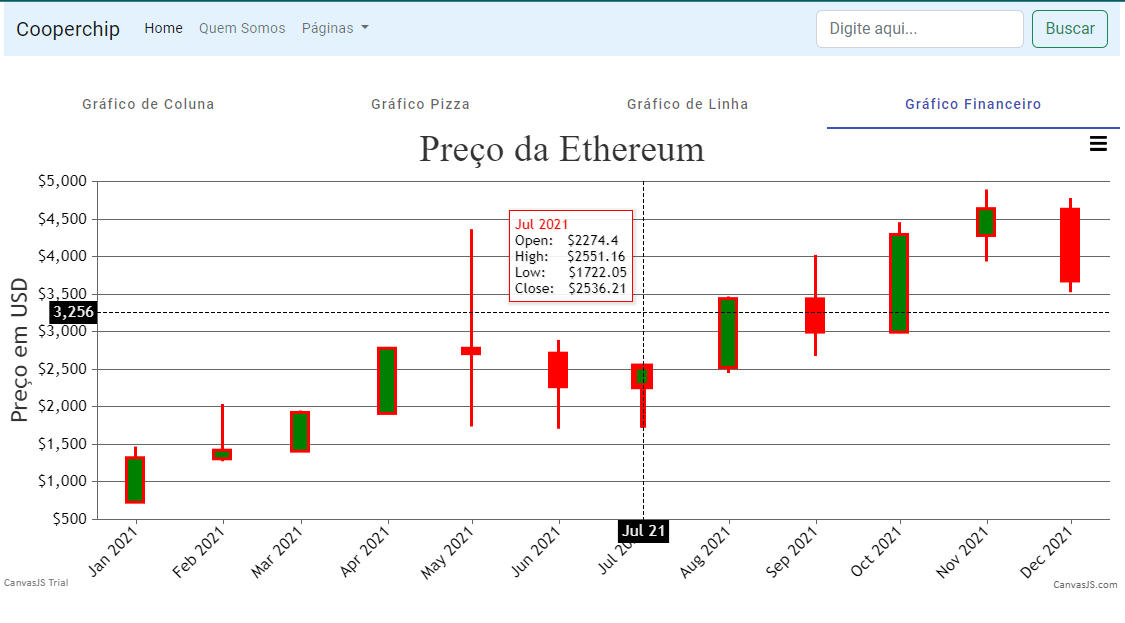 Cooperchip Home Quem Somos Páginas Digite aqui... Buscar
Gráfico de Coluna Gráfico Pizza Gráfico de Linha Gráfico Financeiro
Preço da Ethereum
Preço em USD
$5,000
$4,500
$4,000
$3,500
3,256
$3,000
$2,500
$2,000
$1,500
$1,000
$500
Jul 2021
Open: $2274.4
High: $2551.16
Low: $1722.05
Close: $2536.21
Jan 2021 Feb 2021 Mar 2021 Apr 2021 May 2021 Jun 2021 Jul 21 Aug 2021 Sep 2021 Oct 2021 Nov 2021 Dec 2021
CanvasJS Trial CanvasJS.com